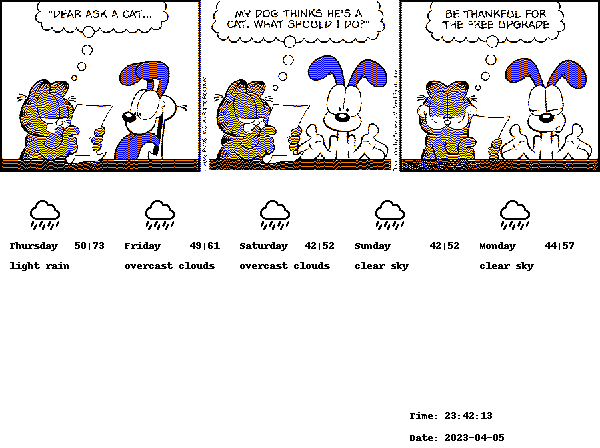 "DEAR ASK A CAT...
MY DOG THINKS HE'S A
CAT. WHAT SHOULD I DO?"
BE THANKFUL FOR
THE FREE UPGRADE
Thursday 50|73
light rain
Friday 49|61
overcast clouds
Saturday 42|52
overcast clouds
Sunday 42|52
clear sky
Monday 44|57
clear sky
Time: 23:42:13
Date: 2023-04-05